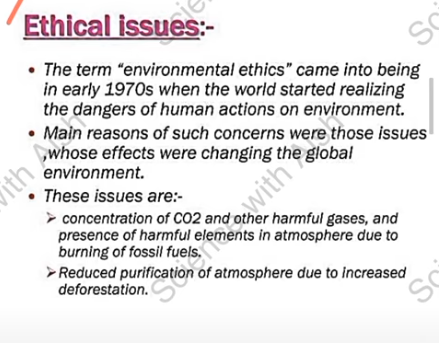 Ethical issues:-
• The term “environmental ethics” came into being
in early 1970s when the world started realizing
the dangers of human actions on environment.
• Main reasons of such concerns were those issues
,whose effects were changing the global
environment.
• These issues are:-
➢ concentration of CO2 and other harmful gases, and
presence of harmful elements in atmosphere due to
burning of fossil fuels.
➢ Reduced purification of atmosphere due to increased
deforestation.